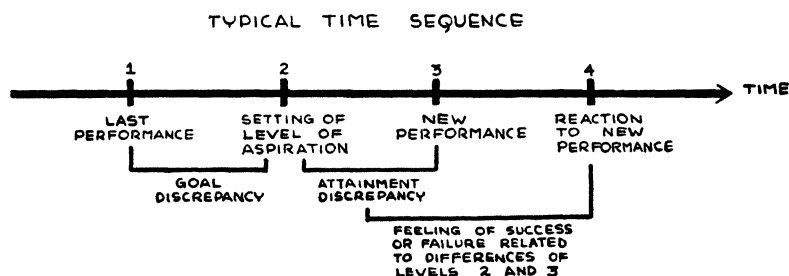 TYPICAL TIME SEQUENCE
1 2 3 4
TIME
LAST PERFORMANCE
SETTING OF LEVEL OF ASPIRATION
NEW PERFORMANCE
REACTION TO NEW PERFORMANCE
GOAL DISCREPANCY
ATTAINMENT DISCREPANCY
FEELING OF SUCCESS
OR FAILURE RELATED
TO DIFFERENCES OF
LEVELS 2 AND 3